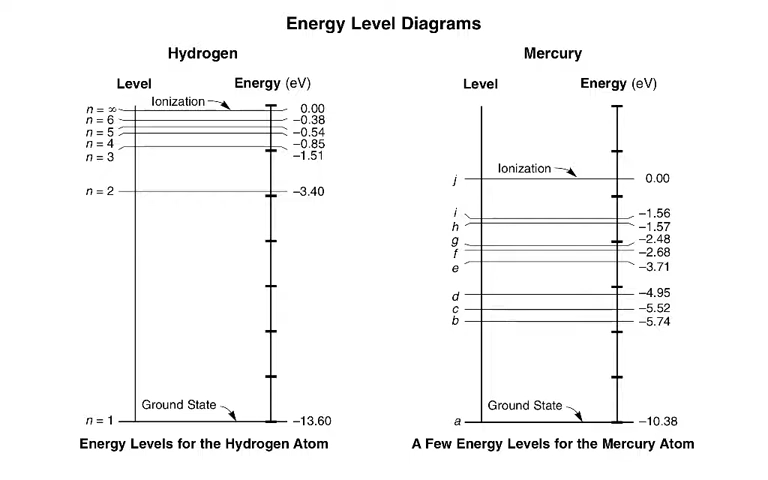 Energy Level Diagrams
Hydrogen
Level Energy (eV)
Ionization
n = ∞ 0.00
n = 6 −0.38
n = 5 −0.54
n = 4 −0.85
n = 3 −1.51
n = 2 −3.40
Ground State
n = 1 −13.60
Energy Levels for the Hydrogen Atom
Mercury
Level Energy (eV)
Ionization
j 0.00
i −1.56
h −1.57
g −2.48
f −2.68
e −3.71
d −4.95
c −5.52
b −5.74
Ground State
a −10.38
A Few Energy Levels for the Mercury Atom